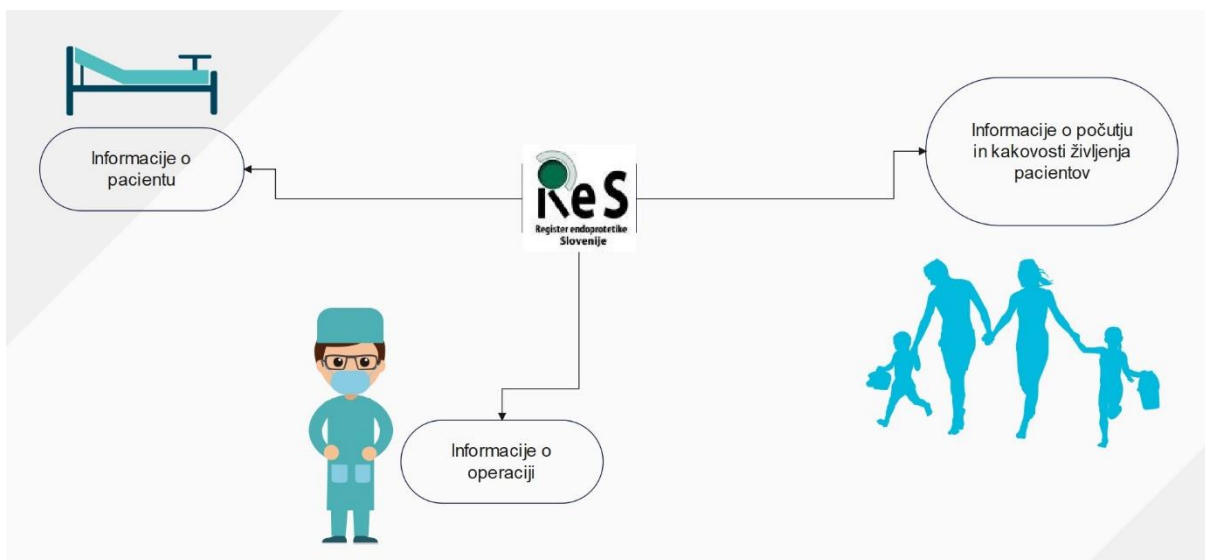 Informacije o
pacientu
ReS
Register endoprotetike
Slovenije
Informacije o počutju
in kakovosti življenja
pacientov
Informacije o
operaciji